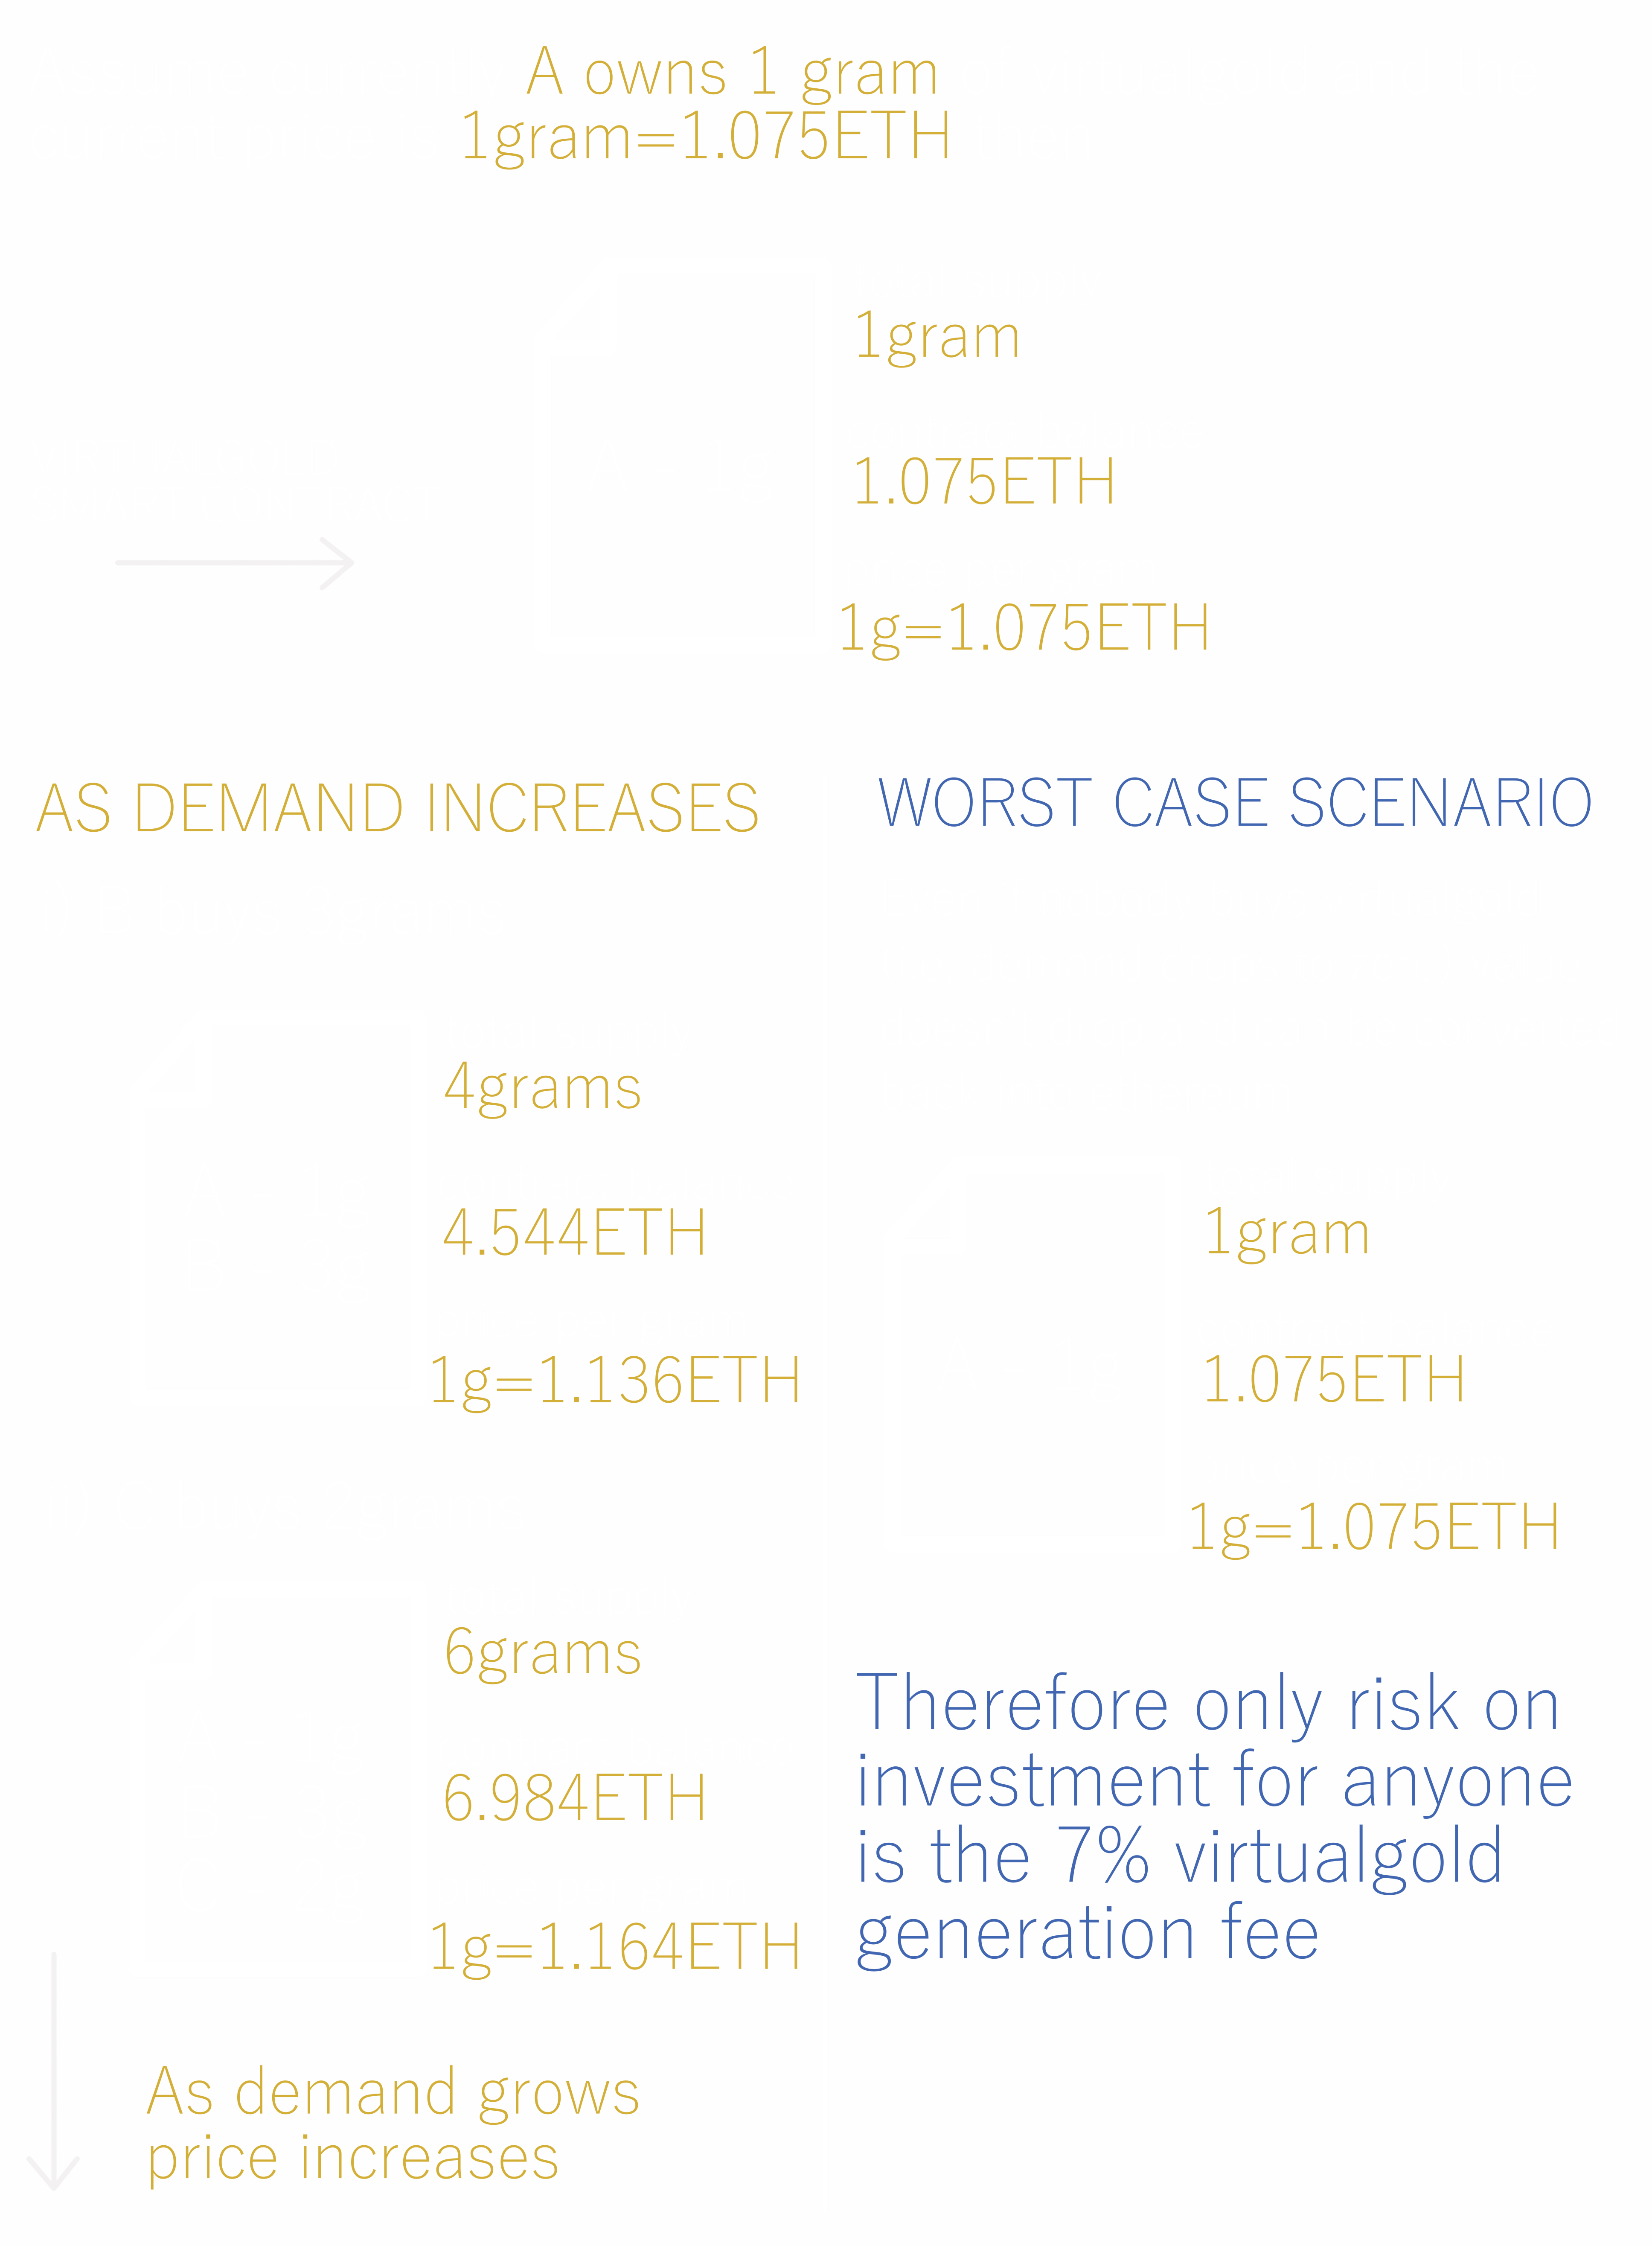 A owns 1 gram
1gram=1.075ETH
1gram
1.075ETH
1g=1.075ETH
AS DEMAND INCREASES
4grams
4.544ETH
1g=1.136ETH
6grams
6.984ETH
1g=1.164ETH
As demand grows
price increases
WORST CASE SCENARIO
1gram
1.075ETH
1g=1.075ETH
Therefore only risk on
investment for anyone
is the 7% virtualgold
generation fee